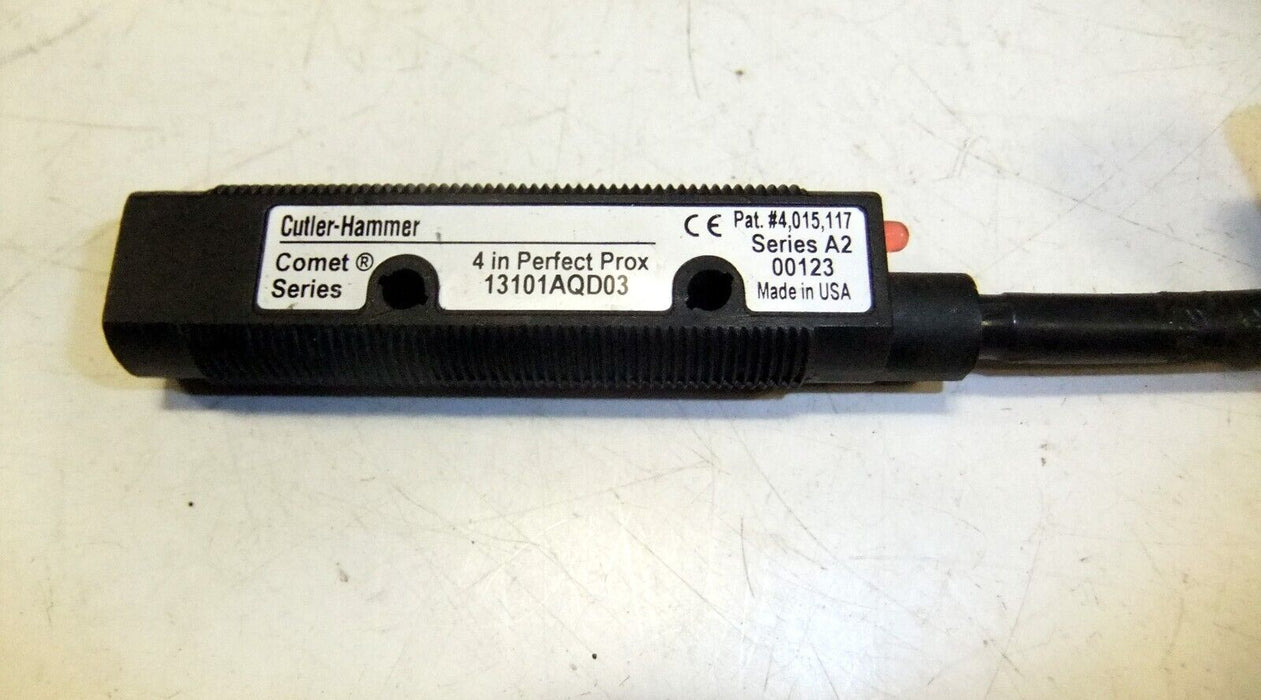 Cutler-Hammer
Comet ®
Series
4 in Perfect Prox
13101AQD03
CE Pat. #4,015,117
Series A2
00123
Made in USA